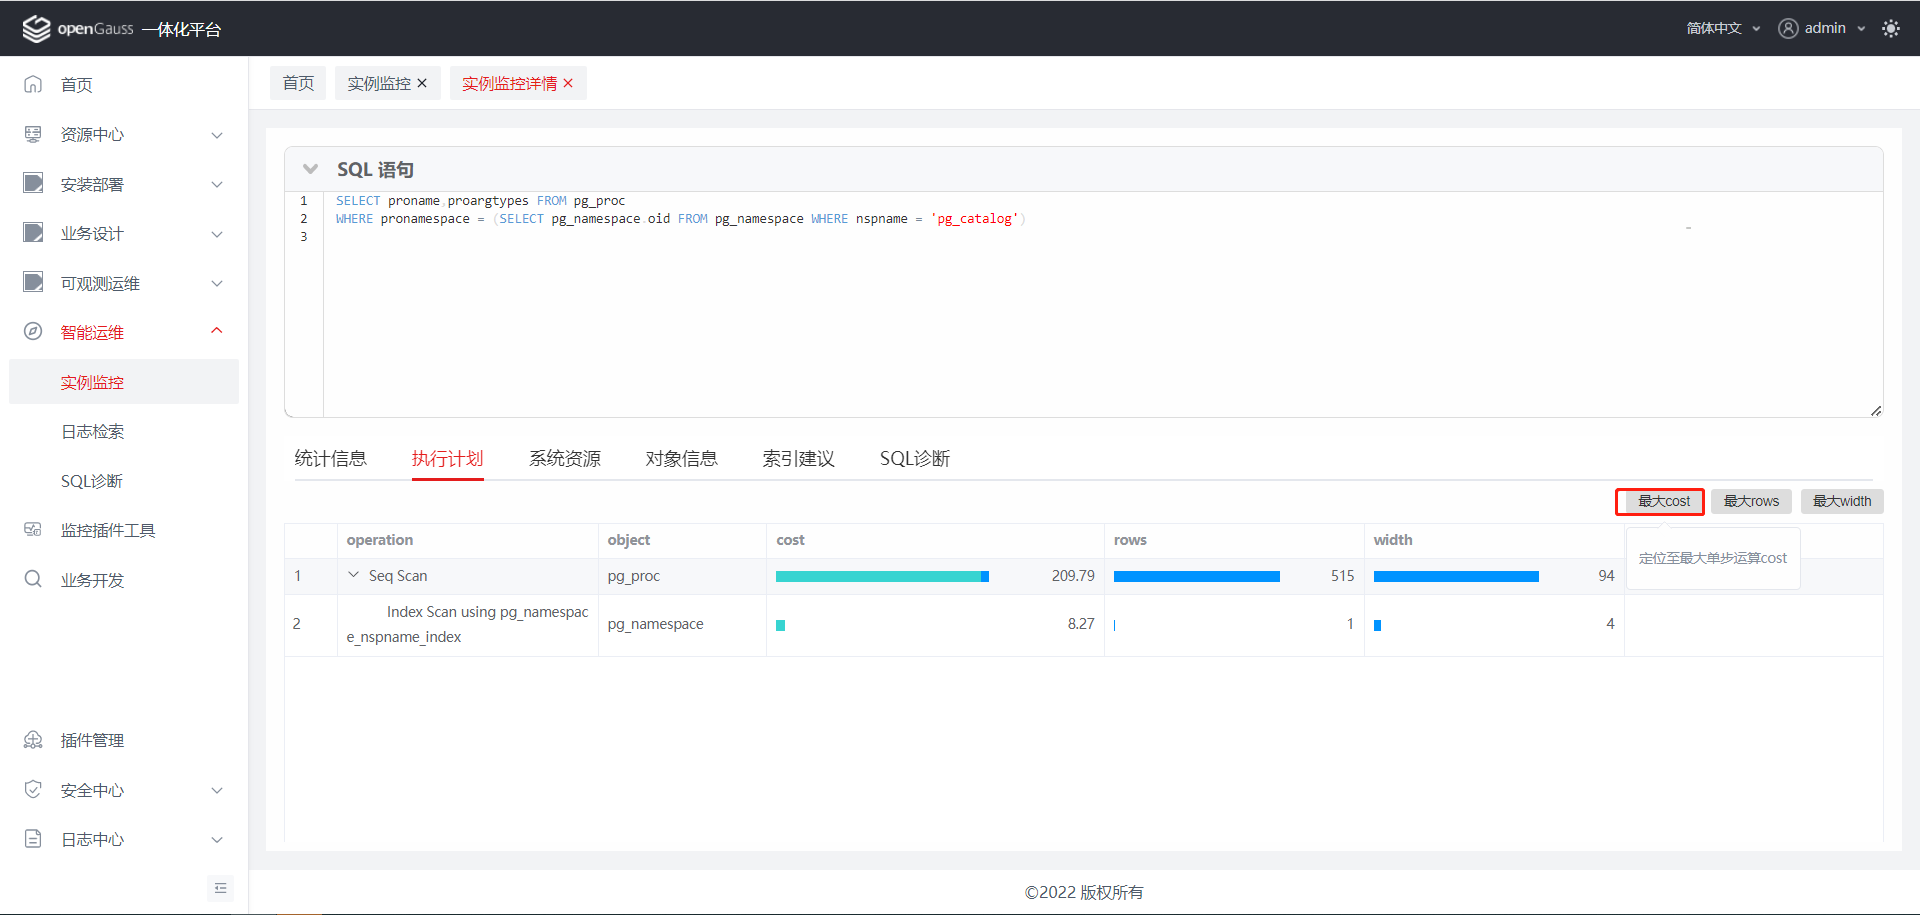 openGauss 一体化平台
简体中文 admin
首页
资源中心
安装部署
业务设计
可观测运维
智能运维
实例监控
日志检索
SQL诊断
监控插件工具
业务开发
插件管理
安全中心
日志中心
首页 实例监控 × 实例监控详情 ×
SQL 语句
1 SELECT proname,proargtypes FROM pg_proc
2 WHERE pronamespace = (SELECT pg_namespace.oid FROM pg_namespace WHERE nspname = 'pg_catalog')
3
统计信息 执行计划 系统资源 对象信息 索引建议 SQL诊断
最大cost 最大rows 最大width
定位至最大单步运算cost
operation object cost rows width
1 Seq Scan pg_proc 209.79 515 94
2 Index Scan using pg_namespac
e_nspname_index pg_namespace 8.27 1 4
©2022 版权所有